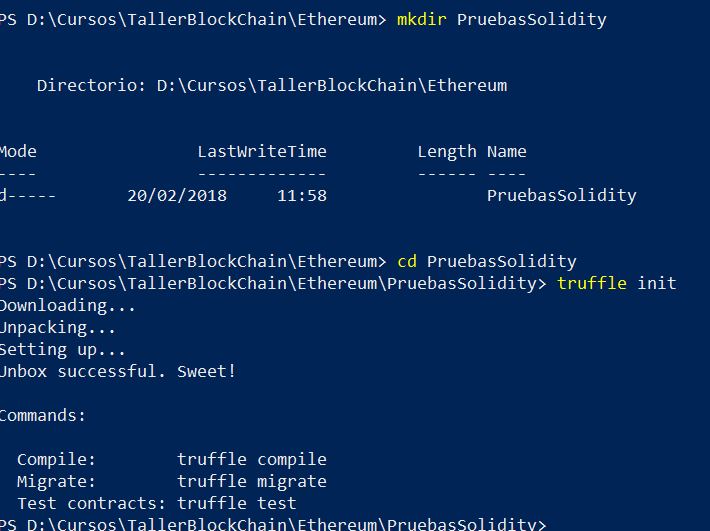 PS D:\Cursos\TallerBlockChain\Ethereum> mkdir PruebasSolidity
Directorio: D:\Cursos\TallerBlockChain\Ethereum
Mode LastWriteTime Length Name
---- ------------- ------ ----
d----- 20/02/2018 11:58 PruebasSolidity
PS D:\Cursos\TallerBlockChain\Ethereum> cd PruebasSolidity
PS D:\Cursos\TallerBlockChain\Ethereum\PruebasSolidity> truffle init
Downloading...
Unpacking...
Setting up...
Unbox successful. Sweet!
Commands:
Compile: truffle compile
Migrate: truffle migrate
Test contracts: truffle test
PS D:\Cursos\TallerBlockChain\Ethereum\PruebasSolidity>